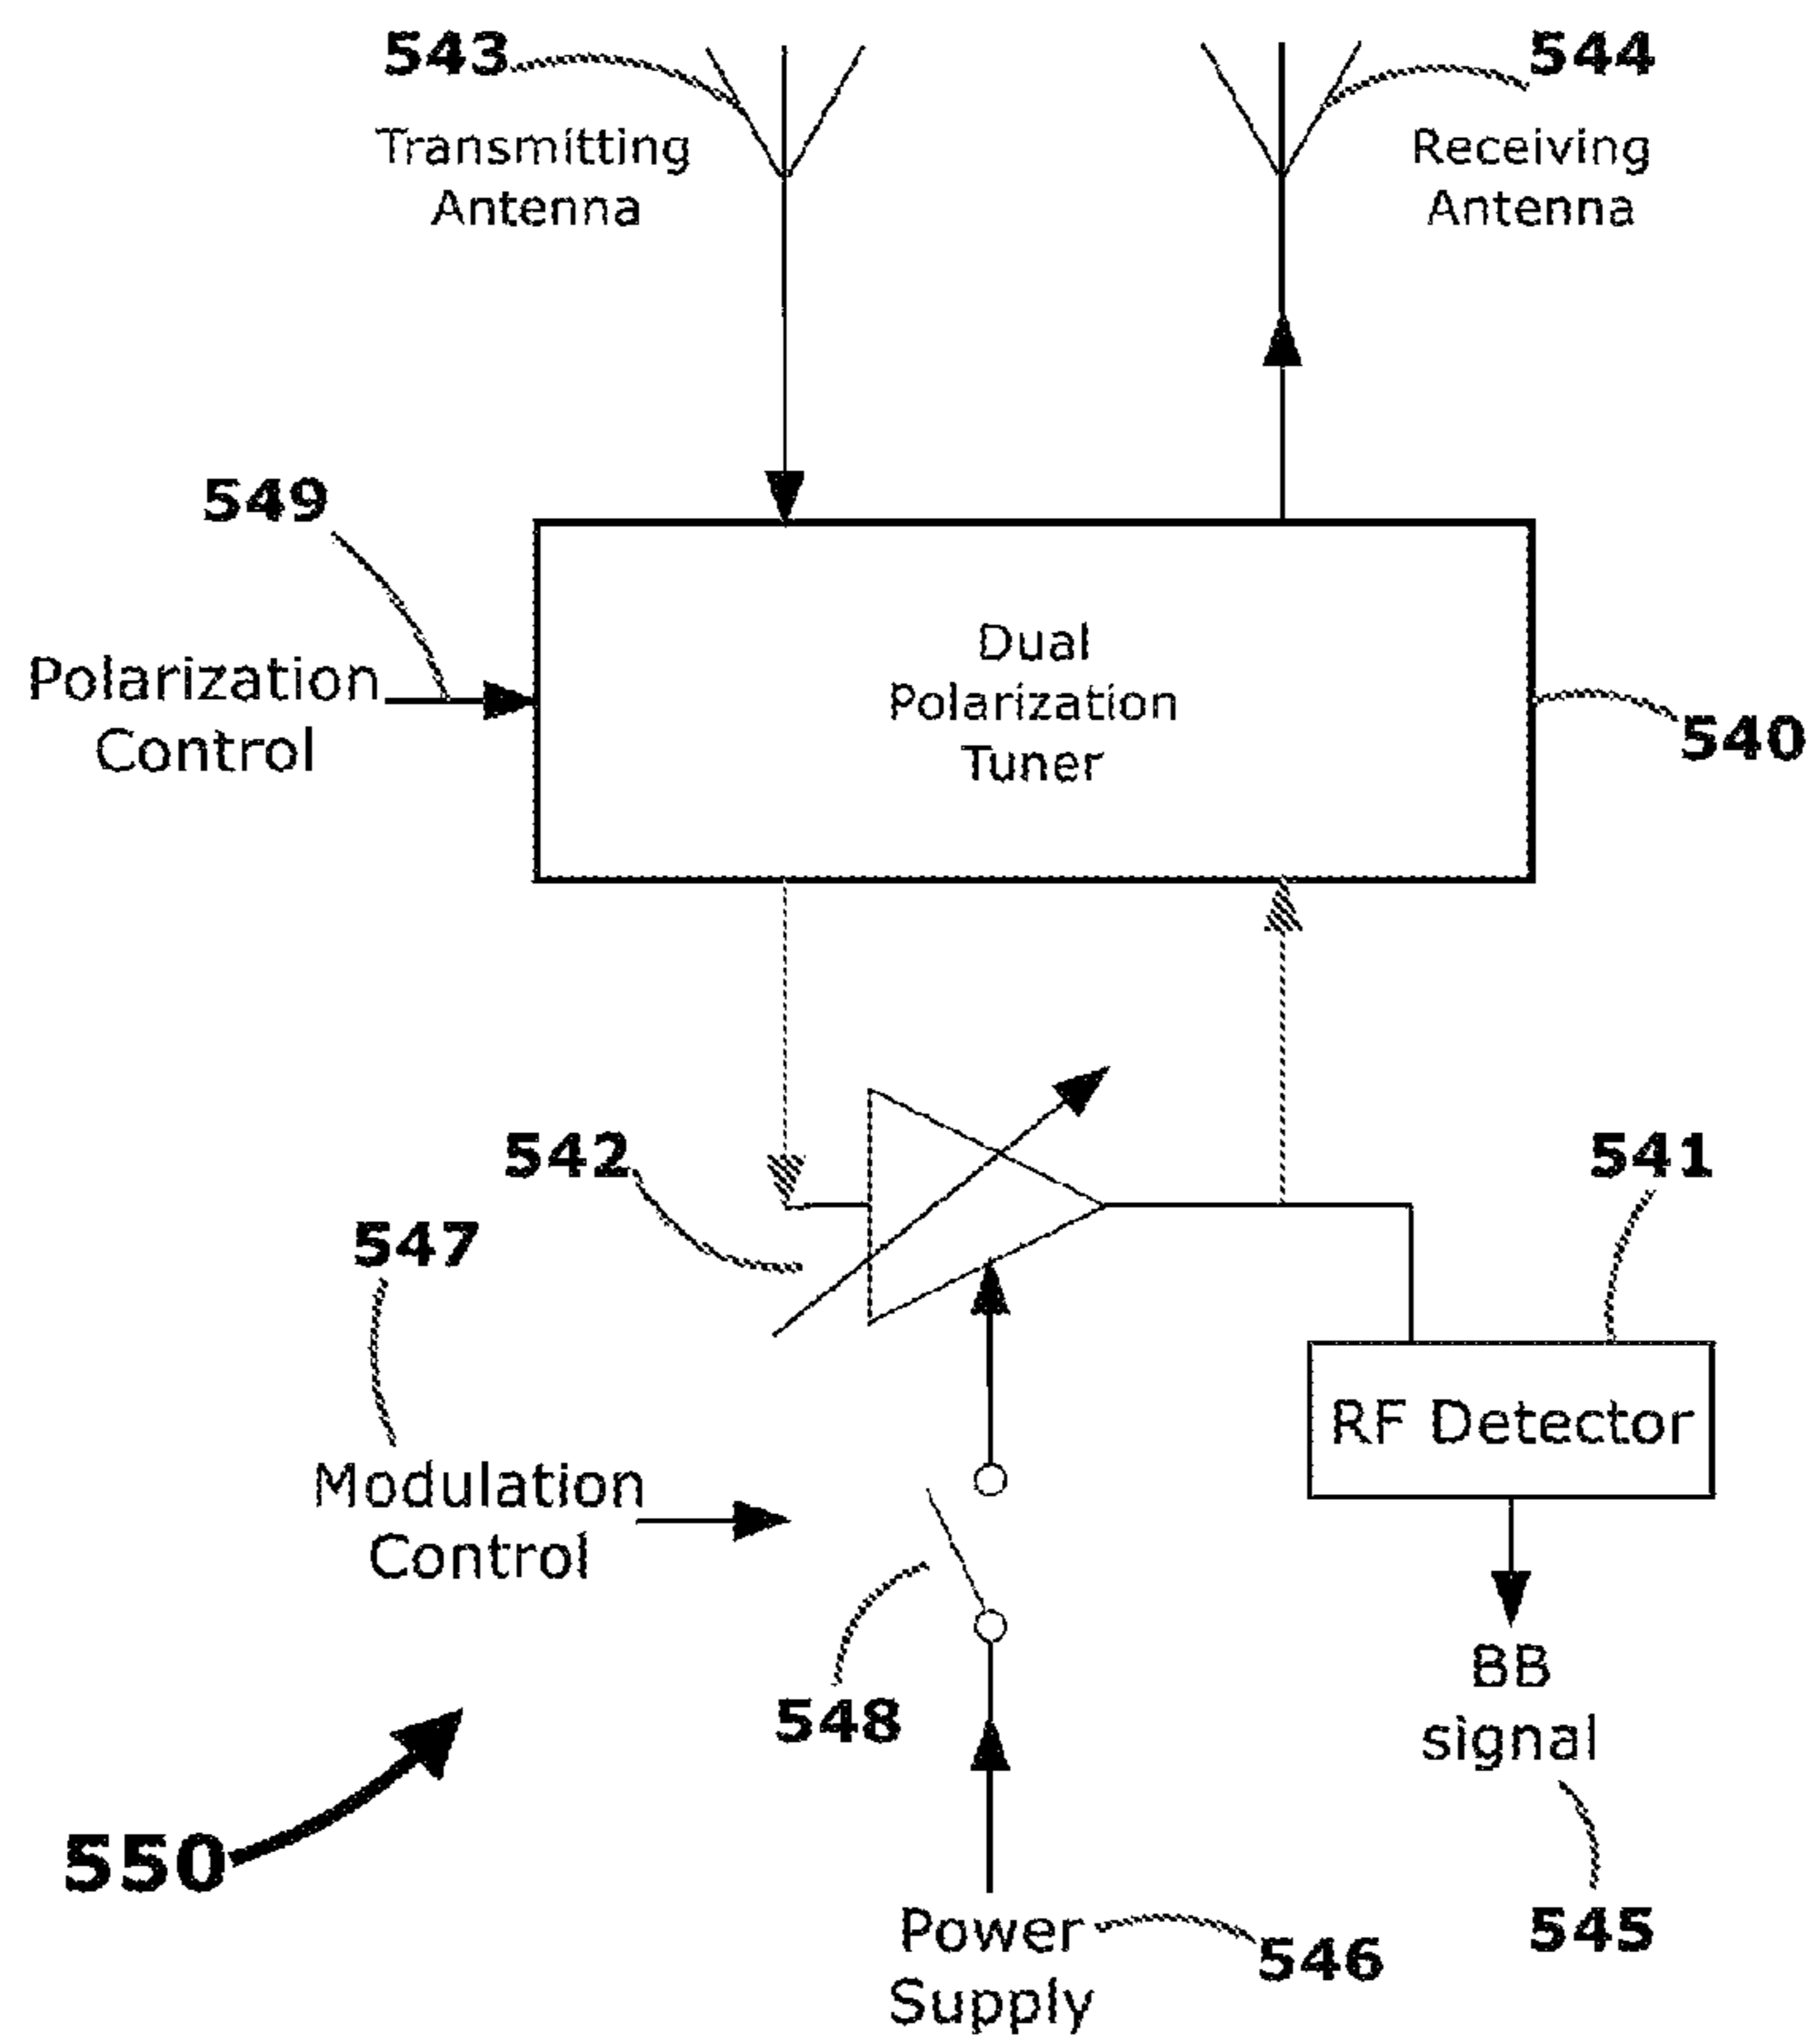 543
544
Transmitting
Antenna
Receiving
Antenna
549
Dual
Polarization
Tuner
Polarization
Control
540
542
541
547
RF Detector
Modulation
Control
548
BB
signal
550
Power
Supply
546
545